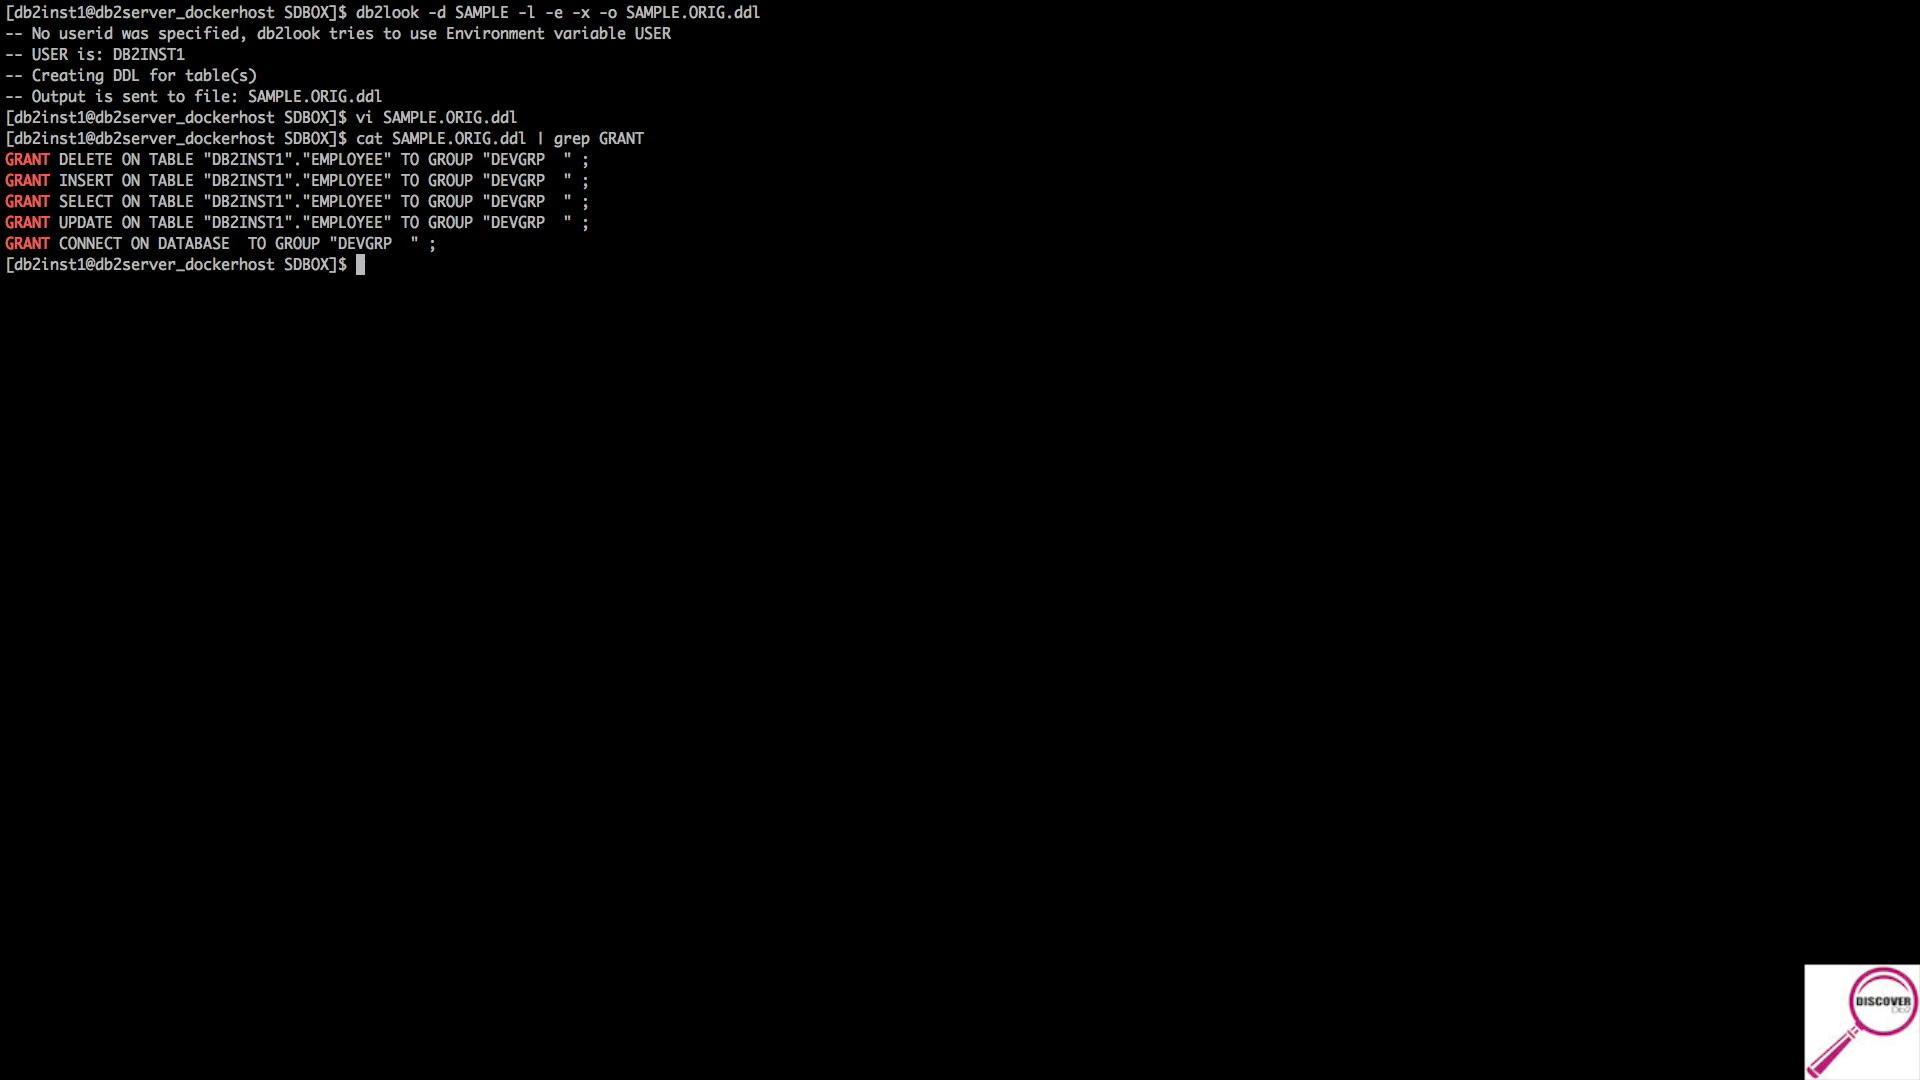 [db2inst1@db2server_dockerhost SDBOX]$ db2look -d SAMPLE -l -e -x -o SAMPLE.ORIG.ddl
-- No userid was specified, db2look tries to use Environment variable USER
-- USER is: DB2INST1
-- Creating DDL for table(s)
-- Output is sent to file: SAMPLE.ORIG.ddl
[db2inst1@db2server_dockerhost SDBOX]$ vi SAMPLE.ORIG.ddl
[db2inst1@db2server_dockerhost SDBOX]$ cat SAMPLE.ORIG.ddl | grep GRANT
GRANT DELETE ON TABLE "DB2INST1"."EMPLOYEE" TO GROUP "DEVGRP  " ;
GRANT INSERT ON TABLE "DB2INST1"."EMPLOYEE" TO GROUP "DEVGRP  " ;
GRANT SELECT ON TABLE "DB2INST1"."EMPLOYEE" TO GROUP "DEVGRP  " ;
GRANT UPDATE ON TABLE "DB2INST1"."EMPLOYEE" TO GROUP "DEVGRP  " ;
GRANT CONNECT ON DATABASE  TO GROUP "DEVGRP  " ;
[db2inst1@db2server_dockerhost SDBOX]$
DISCOVER
Db2